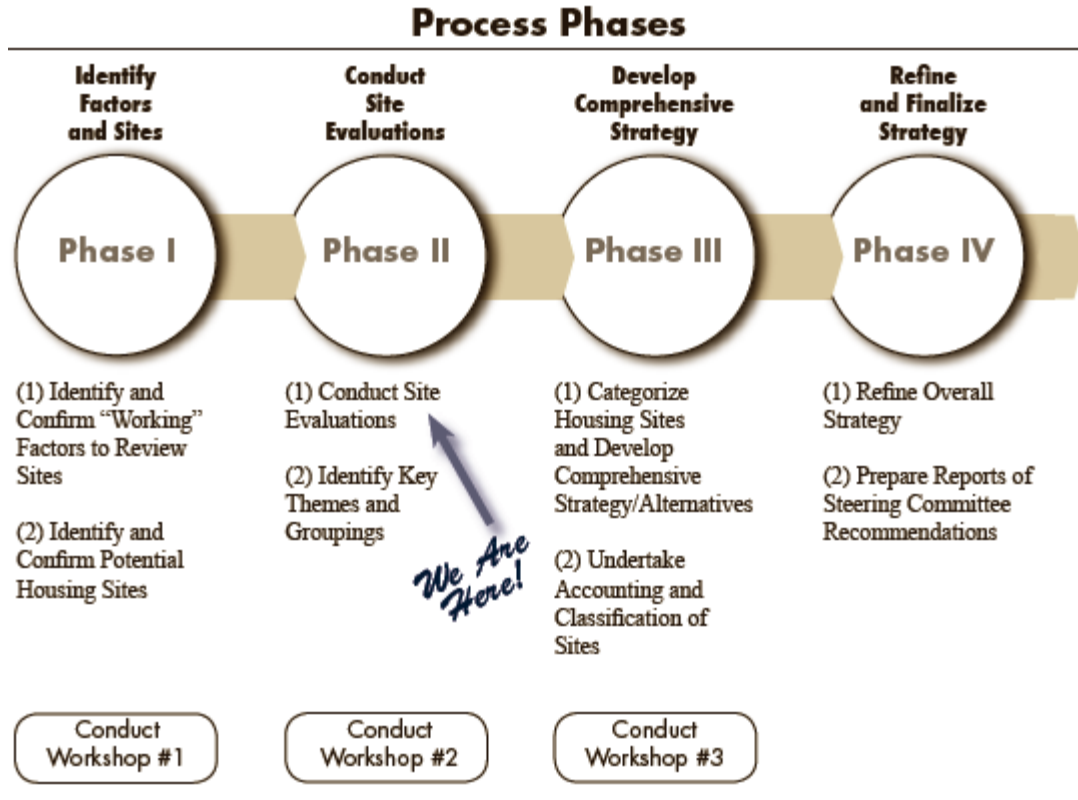 Process Phases
Identify
Factors
and Sites
Conduct
Site
Evaluations
Develop
Comprehensive
Strategy
Refine
and Finalize
Strategy
Phase I
Phase II
Phase III
Phase IV
(1) Identify and
Confirm “Working”
Factors to Review
Sites
(2) Identify and
Confirm Potential
Housing Sites
(1) Conduct Site
Evaluations
(2) Identify Key
Themes and
Groupings
We Are
Here!
(1) Categorize
Housing Sites
and Develop
Comprehensive
Strategy/Alternatives
(2) Undertake
Accounting and
Classification of
Sites
(1) Refine Overall
Strategy
(2) Prepare Reports of
Steering Committee
Recommendations
Conduct
Workshop #1
Conduct
Workshop #2
Conduct
Workshop #3